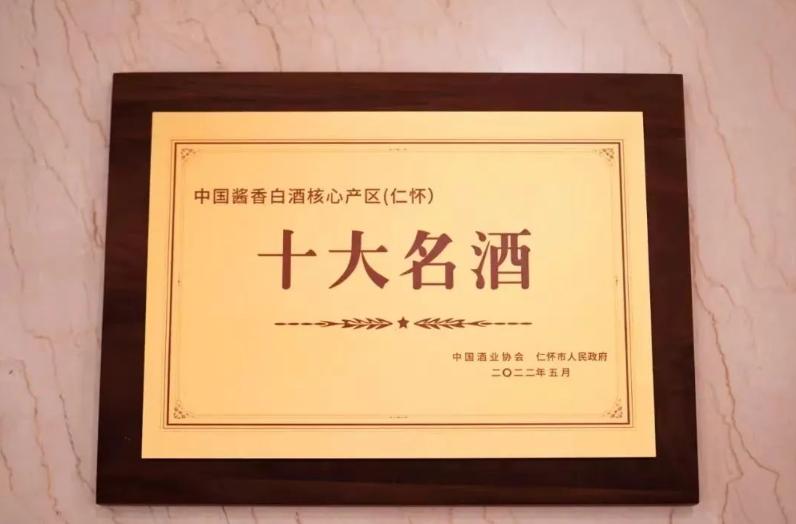 中国酱香白酒核心产区(仁怀)
十大名酒
中国酒业协会 仁怀市人民政府
二〇二二年五月